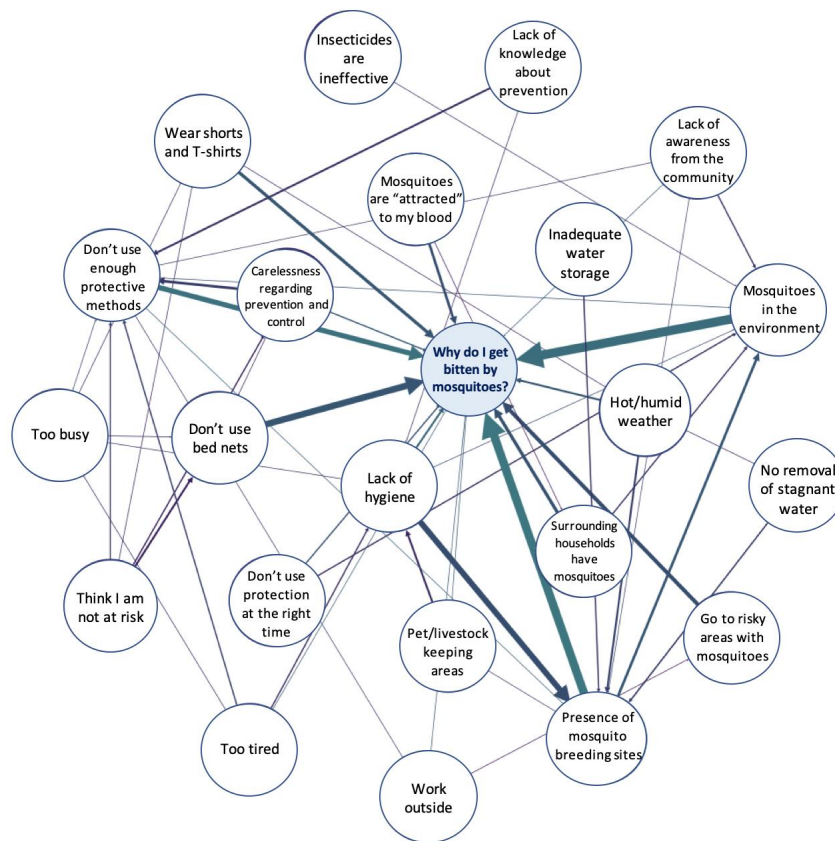 Insecticides
are
ineffective
Lack of
knowledge
about
prevention
Wear shorts
and T-shirts
Lack of
awareness
from the
community
Mosquitoes
are “attracted”
to my blood
Inadequate
water
storage
Don’t use
enough
protective
methods
Carelessness
regarding
prevention and
control
Mosquitoes
in the
environment
Why do I get
bitten by
mosquitoes?
Too busy
Don’t use
bed nets
Hot/humid
weather
Lack of
hygiene
No removal
of stagnant
water
Surrounding
households
have
mosquitoes
Think I am
not at risk
Don’t use
protection
at the right
time
Pet/livestock
keeping
areas
Go to risky
areas with
mosquitoes
Too tired
Presence of
mosquito
breeding sites
Work
outside